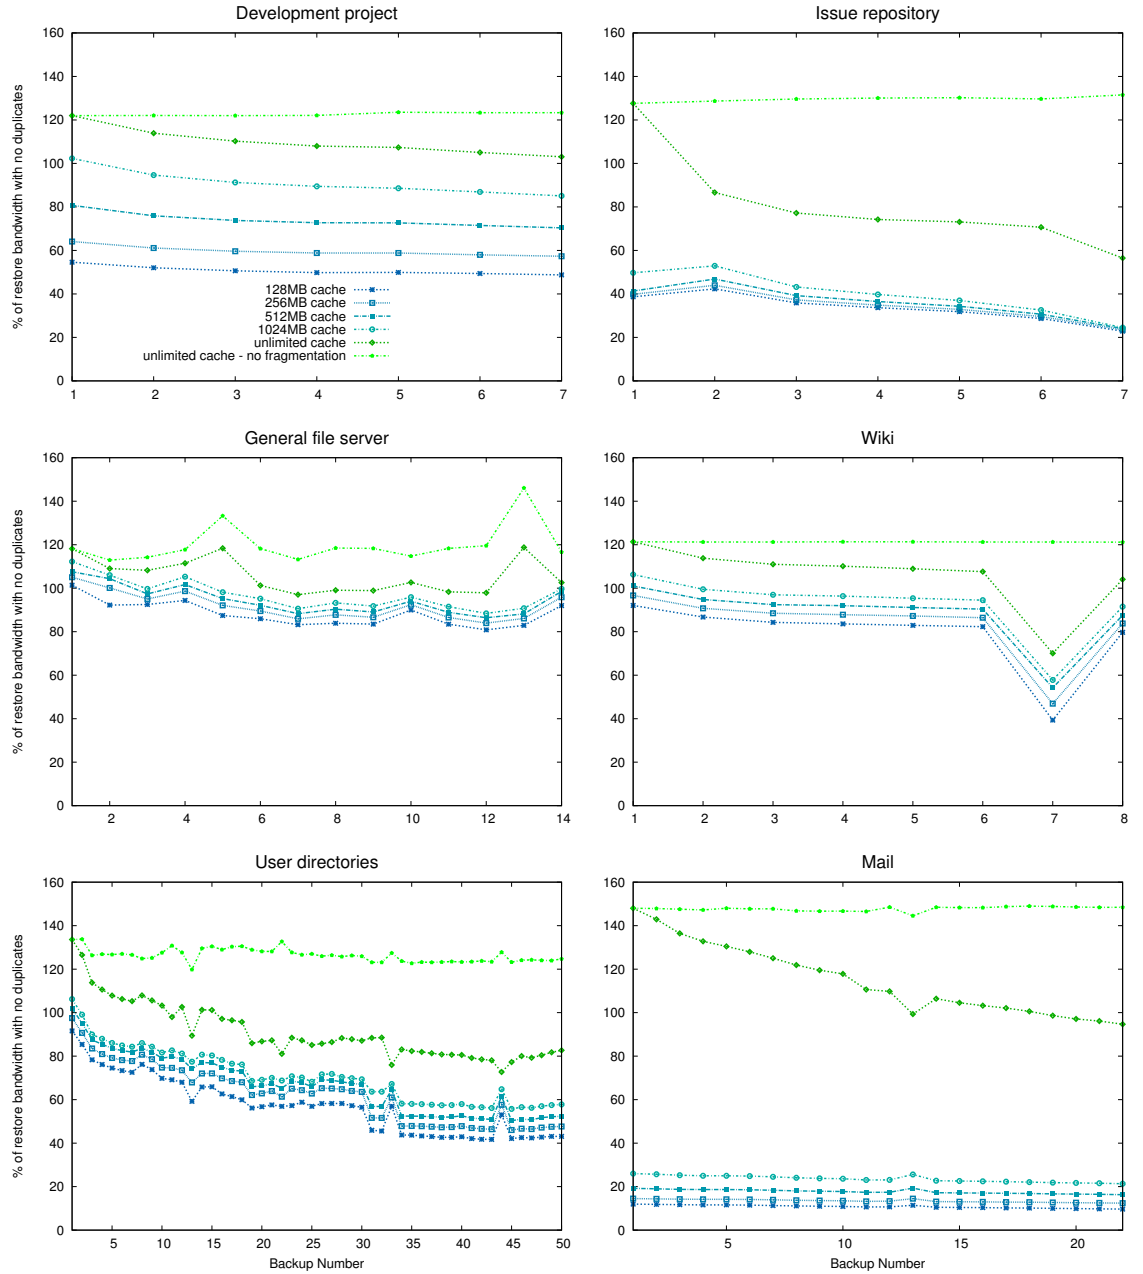 Development project
% of restore bandwidth with no duplicates
160
140
120
100
80
60
40
20
0
1 2 3 4 5 6 7
128MB cache
256MB cache
512MB cache
1024MB cache
unlimited cache
unlimited cache - no fragmentation
Issue repository
160
140
120
100
80
60
40
20
0
1 2 3 4 5 6 7
General file server
% of restore bandwidth with no duplicates
160
140
120
100
80
60
40
20
0
2 4 6 8 10 12 14
Wiki
160
140
120
100
80
60
40
20
0
1 2 3 4 5 6 7 8
User directories
% of restore bandwidth with no duplicates
160
140
120
100
80
60
40
20
0
5 10 15 20 25 30 35 40 45 50
Backup Number
Mail
160
140
120
100
80
60
40
20
0
5 10 15 20
Backup Number